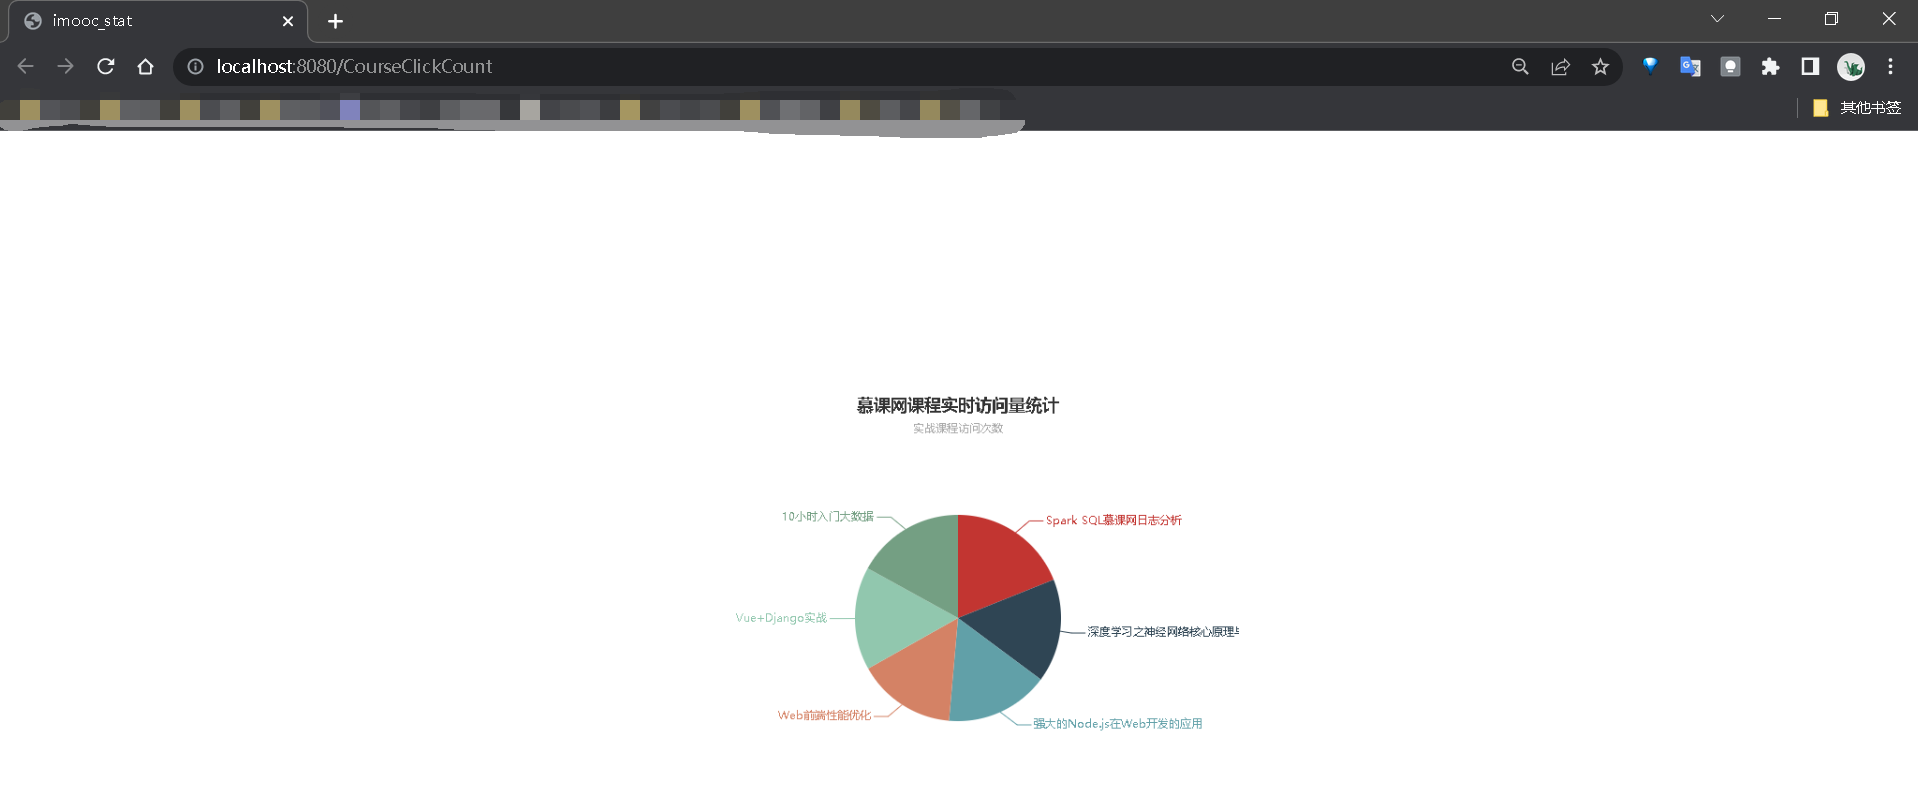 imooc_stat
localhost:8080/CourseClickCount
其他书签
慕课网课程实时访问量统计
实战课程访问次数
10小时入门大数据
Spark SQL慕课网日志分析
Vue+Django实战
深度学习之神经网络核心原理
Web前端性能优化
强大的Node.js在Web开发的应用